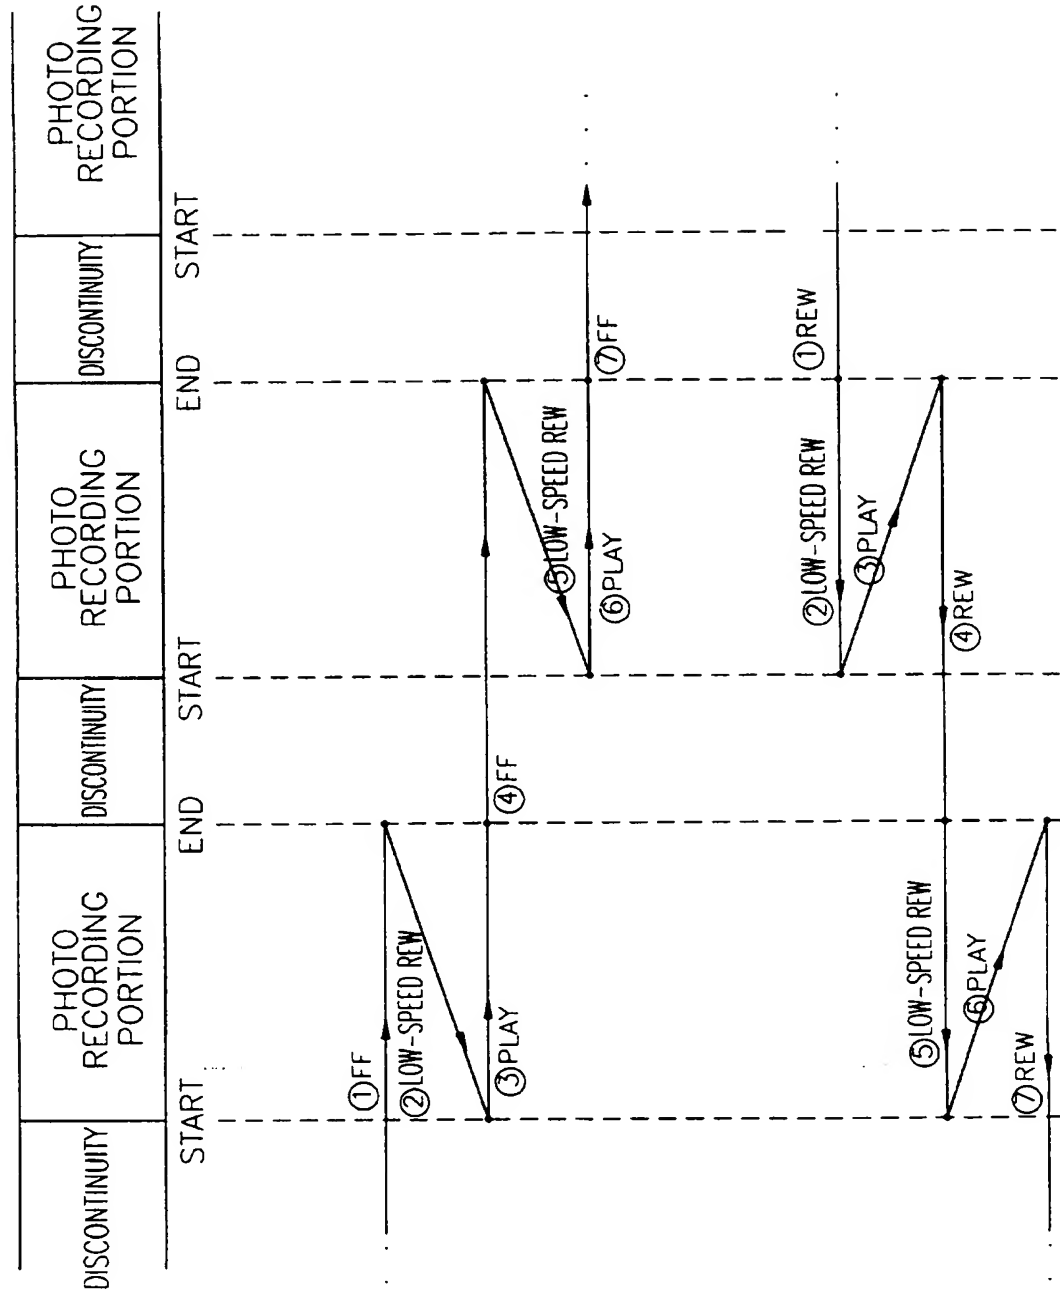 DISCONTINUITY
PHOTO
RECORDING
PORTION
DISCONTINUITY
PHOTO
RECORDING
PORTION
DISCONTINUITY
PHOTO
RECORDING
PORTION
START
END
START
END
START
①FF
②LOW-SPEED REW
③PLAY
④FF
⑤LOW-SPEED REW
⑥PLAY
⑦FF
①REW
②LOW-SPEED REW
③PLAY
④REW
⑤LOW-SPEED REW
⑥PLAY
⑦REW